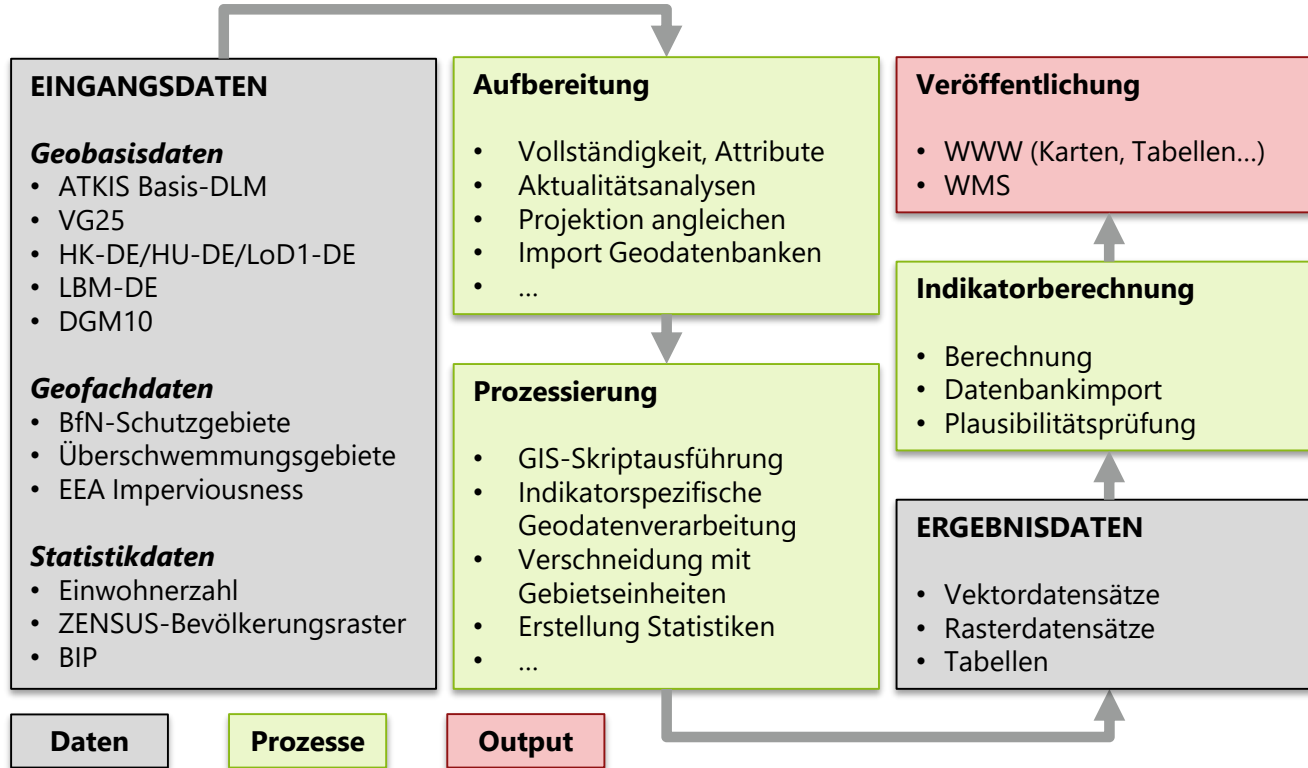 EINGANGSDATEN
Geobasisdaten
• ATKIS Basis-DLM
• VG25
• HK-DE/HU-DE/LoD1-DE
• LBM-DE
• DGM10
Geofachdaten
• BfN-Schutzgebiete
• Überschwemmungsgebiete
• EEA Imperviousness
Statistikdaten
• Einwohnerzahl
• ZENSUS-Bevölkerungsraster
• BIP
Aufbereitung
• Vollständigkeit, Attribute
• Aktualitätsanalysen
• Projektion angleichen
• Import Geodatenbanken
• ...
Prozessierung
• GIS-Skriptausführung
• Indikatorspezifische
Geodatenverarbeitung
• Verschneidung mit
Gebietseinheiten
• Erstellung Statistiken
• ...
Veröffentlichung
• WWW (Karten, Tabellen...)
• WMS
Indikatorberechnung
• Berechnung
• Datenbankimport
• Plausibilitätsprüfung
ERGEBNISDATEN
• Vektordatensätze
• Rasterdatensätze
• Tabellen
Daten
Prozesse
Output